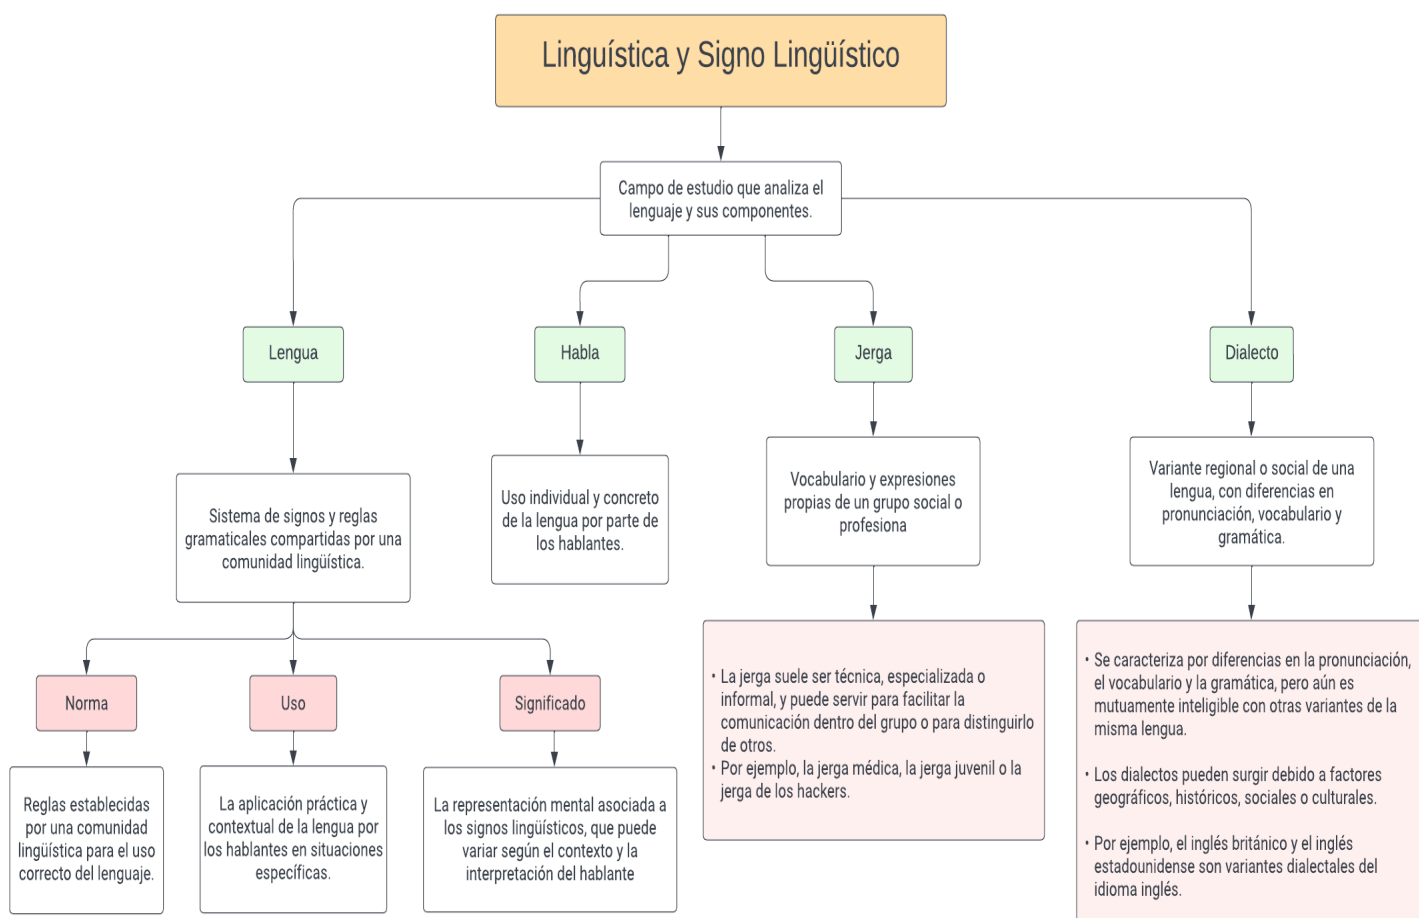 Linguística y Signo Lingüístico
Campo de estudio que analiza el
lenguaje y sus componentes.
Lengua
Habla
Jerga
Dialecto
Sistema de signos y reglas
gramaticales compartidas por una
comunidad lingüística.
Uso individual y concreto
de la lengua por parte de
los hablantes.
Vocabulario y expresiones
propias de un grupo social o
profesiona
Variante regional o social de una
lengua, con diferencias en
pronunciación, vocabulario y
gramática.
Norma
Uso
Significado
Reglas establecidas
por una comunidad
lingüística para el uso
correcto del lenguaje.
La aplicación práctica y
contextual de la lengua por
los hablantes en situaciones
específicas.
La representación mental asociada a
los signos lingüísticos, que puede
variar según el contexto y la
interpretación del hablante
• La jerga suele ser técnica, especializada o
informal, y puede servir para facilitar la
comunicación dentro del grupo o para distinguirlo
de otros.
• Por ejemplo, la jerga médica, la jerga juvenil o la
jerga de los hackers.
• Se caracteriza por diferencias en la pronunciación,
el vocabulario y la gramática, pero aún es
mutuamente inteligible con otras variantes de la
misma lengua.
• Los dialectos pueden surgir debido a factores
geográficos, históricos, sociales o culturales.
• Por ejemplo, el inglés británico y el inglés
estadounidense son variantes dialectales del
idioma inglés.